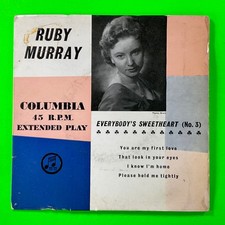 RUBY
MURRAY
COLUMBIA
45 R.P.M.
EXTENDED PLAY
EVERYBODY'S SWEETHEART (No. 3)
You are my first love
That look in your eyes
I know I'm home
Please hold me tightly